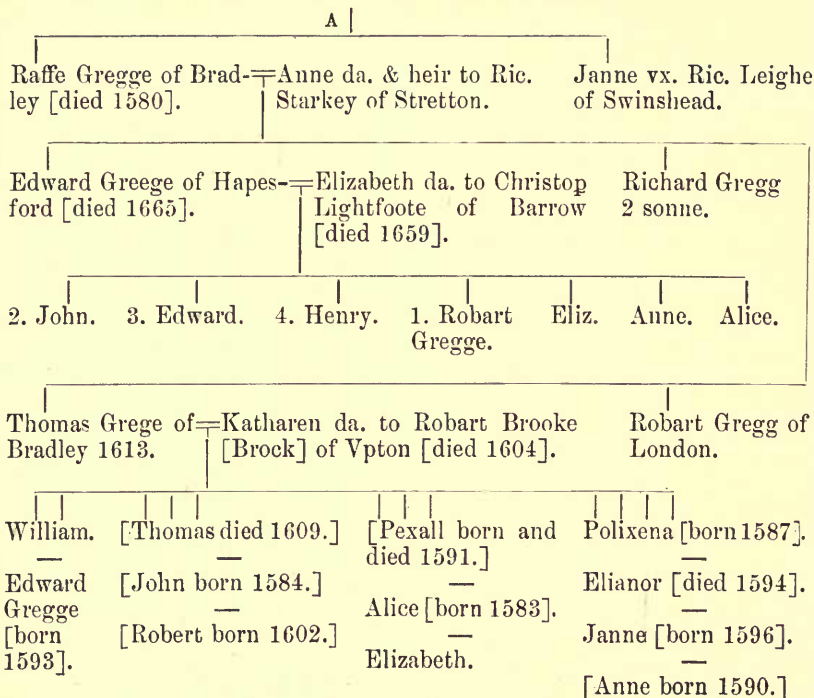 A
Raffe Gregge of Brad-
ley [died 1580].
Anne da. & heir to Ric.
Starkey of Stretton.
Janne vx. Ric. Leighe
of Swinshead.
Edward Greege of Hapes-
ford [died 1665].
Elizabeth da. to Christop
Lightfoote of Barrow
[died 1659].
Richard Gregg
2 sonne.
2. John. 3. Edward. 4. Henry. 1. Robart
Gregge.
Eliz. Anne. Alice.
Thomas Grege of
Bradley 1613.
Katharen da. to Robart Brooke
[Brock] of Vpton [died 1604].
Robart Gregg of
London.
William.
Edward
Gregge
[born
1593].
[Thomas died 1609.]
[John born 1584.]
[Robert born 1602.]
[Pexall born and
died 1591.]
Alice [born 1583].
Elizabeth.
Polixena [born 1587].
Elianor [died 1594].
Janne [born 1596].
[Anne born 1590.]